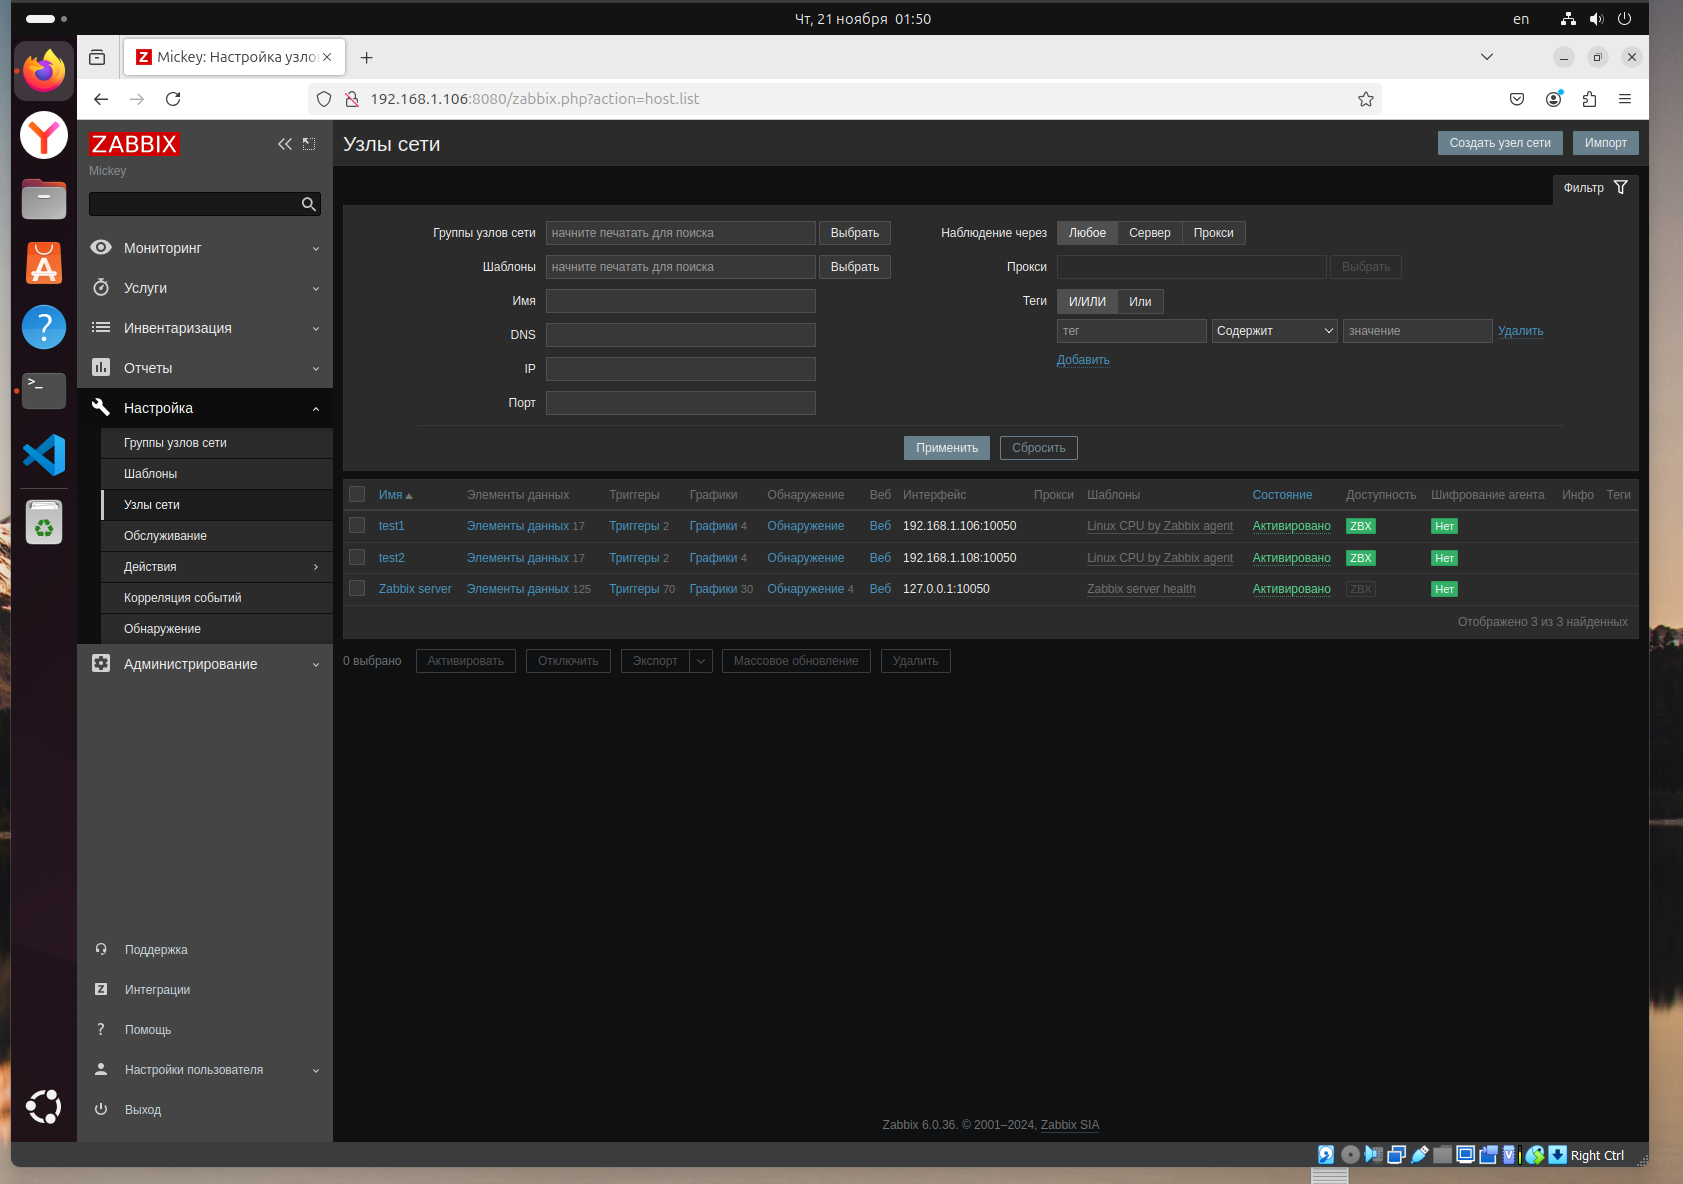 Чт, 21 ноября 01:50
en
Mickey: Настройка узло
192.168.1.106:8080/zabbix.php?action=host.list
ZABBIX
Mickey
Мониторинг
Услуги
Инвентаризация
Отчеты
Настройка
Группы узлов сети
Шаблоны
Узлы сети
Обслуживание
Действия
Корреляция событий
Обнаружение
Администрирование
Поддержка
Интеграции
Помощь
Настройки пользователя
Выход
Узлы сети
Создать узел сети Импорт
Фильтр
Группы узлов сети начните печатать для поиска Выбрать
Шаблоны начните печатать для поиска Выбрать
Имя
DNS
IP
Порт
Наблюдение через Любое Сервер Прокси
Прокси Выбрать
Теги И/ИЛИ Или
тег Содержит значение Удалить
Добавить
Применить Сбросить
Имя Элементы данных Триггеры Графики Обнаружение Веб Интерфейс Прокси Шаблоны Состояние Доступность Шифрование агента Инфо Теги
test1 Элементы данных 17 Триггеры 2 Графики 4 Обнаружение Веб 192.168.1.106:10050 Linux CPU by Zabbix agent Активировано ZBX Нет
test2 Элементы данных 17 Триггеры 2 Графики 4 Обнаружение Веб 192.168.1.108:10050 Linux CPU by Zabbix agent Активировано ZBX Нет
Zabbix server Элементы данных 125 Триггеры 70 Графики 30 Обнаружение 4 Веб 127.0.0.1:10050 Zabbix server health Активировано ZBX Нет
Отображено 3 из 3 найденных
0 выбрано Активировать Отключить Экспорт Массовое обновление Удалить
Zabbix 6.0.36. © 2001–2024, Zabbix SIA
Right Ctrl